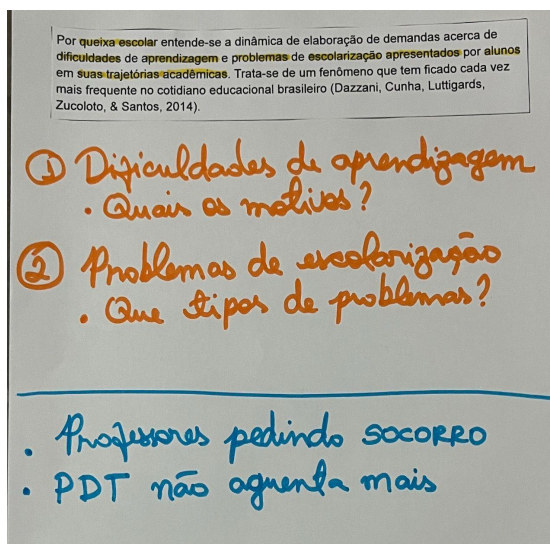 Por queixa escolar entende-se a dinâmica de elaboração de demandas acerca de
dificuldades de aprendizagem e problemas de escolarização apresentados por alunos
em suas trajetórias acadêmicas. Trata-se de um fenômeno que tem ficado cada vez
mais frequente no cotidiano educacional brasileiro (Dazzani, Cunha, Luttigards,
Zucoloto, & Santos, 2014).
① Dificuldades de aprendizagem
• Quais os motivos?
② Problemas de escolarização
• Que tipos de problemas?
• Professores pedindo SOCORRO
• PDT não aguenta mais